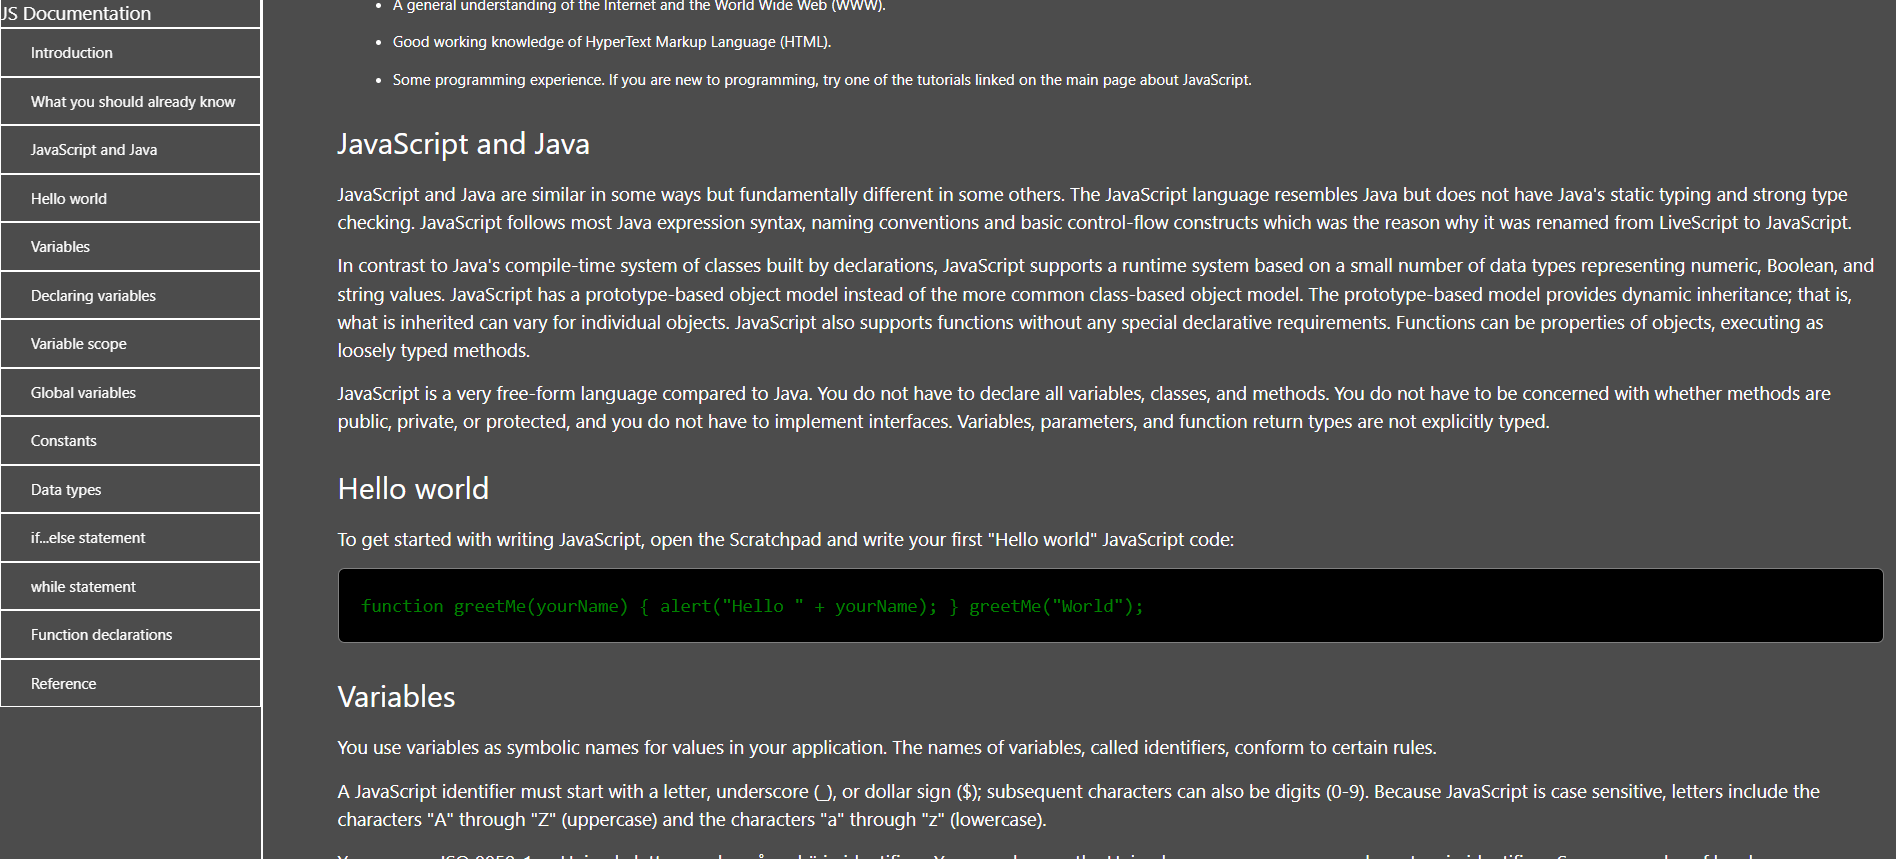 JS Documentation
Introduction
What you should already know
JavaScript and Java
Hello world
Variables
Declaring variables
Variable scope
Global variables
Constants
Data types
if...else statement
while statement
Function declarations
Reference
• A general understanding of the Internet and the World Wide Web (WWW).
• Good working knowledge of HyperText Markup Language (HTML).
• Some programming experience. If you are new to programming, try one of the tutorials linked on the main page about JavaScript.
JavaScript and Java
JavaScript and Java are similar in some ways but fundamentally different in some others. The JavaScript language resembles Java but does not have Java's static typing and strong type
checking. JavaScript follows most Java expression syntax, naming conventions and basic control-flow constructs which was the reason why it was renamed from LiveScript to JavaScript.
In contrast to Java's compile-time system of classes built by declarations, JavaScript supports a runtime system based on a small number of data types representing numeric, Boolean, and
string values. JavaScript has a prototype-based object model instead of the more common class-based object model. The prototype-based model provides dynamic inheritance; that is,
what is inherited can vary for individual objects. JavaScript also supports functions without any special declarative requirements. Functions can be properties of objects, executing as
loosely typed methods.
JavaScript is a very free-form language compared to Java. You do not have to declare all variables, classes, and methods. You do not have to be concerned with whether methods are
public, private, or protected, and you do not have to implement interfaces. Variables, parameters, and function return types are not explicitly typed.
Hello world
To get started with writing JavaScript, open the Scratchpad and write your first "Hello world" JavaScript code:
function greetMe(yourName) { alert("Hello " + yourName); } greetMe("World");
Variables
You use variables as symbolic names for values in your application. The names of variables, called identifiers, conform to certain rules.
A JavaScript identifier must start with a letter, underscore (_), or dollar sign ($); subsequent characters can also be digits (0-9). Because JavaScript is case sensitive, letters include the
characters "A" through "Z" (uppercase) and the characters "a" through "z" (lowercase).